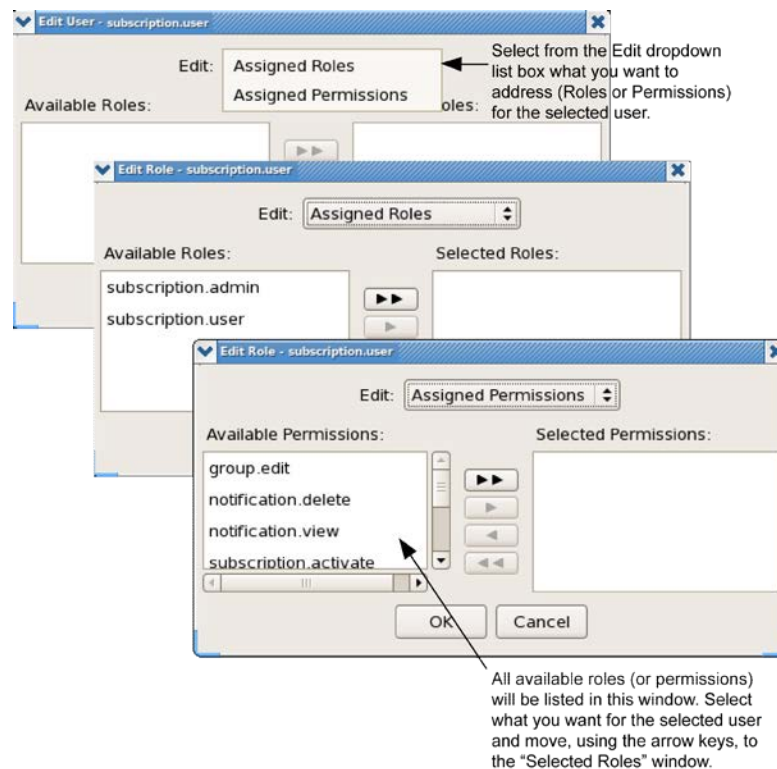 Edit User - subscription.user
Edit:
Assigned Roles
Assigned Permissions
Select from the Edit dropdown
list box what you want to
address (Roles or Permissions)
for the selected user.
Available Roles:
oles:
Edit Role - subscription.user
Edit: Assigned Roles
Available Roles:
Selected Roles:
subscription.admin
subscription.user
Edit Role - subscription.user
Edit: Assigned Permissions
Available Permissions:
Selected Permissions:
group.edit
notification.delete
notification.view
subscription.activate
OK
Cancel
All available roles (or permissions)
will be listed in this window. Select
what you want for the selected user
and move, using the arrow keys, to
the “Selected Roles” window.